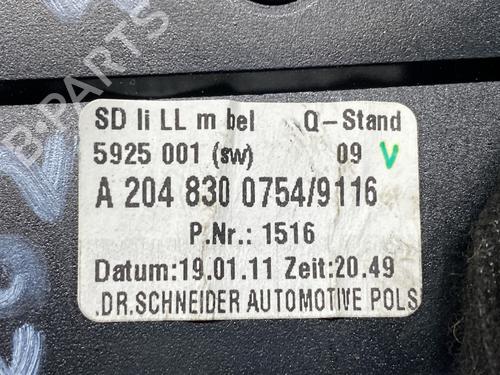 SD li LL m bel Q-Stand
5925 001 (sw) 09 V
A 204 830 0754/9116
P.Nr.: 1516
Datum:19.01.11 Zeit:20.49
.DR.SCHNEIDER AUTOMOTIVE POLS
B-PARTS